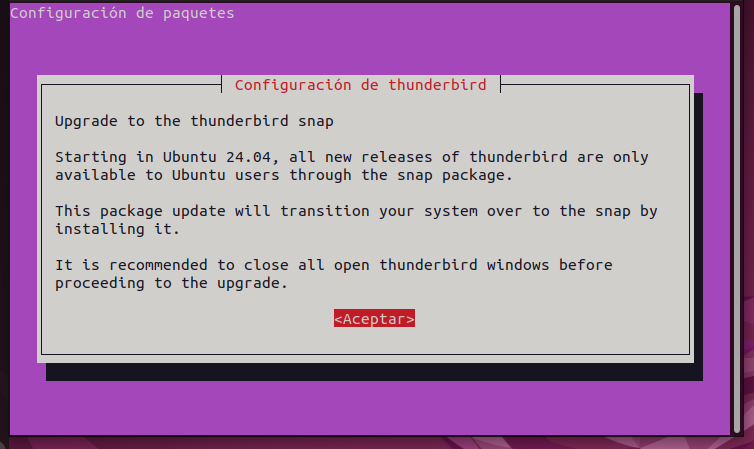 Configuración de paquetes
Configuración de thunderbird
Upgrade to the thunderbird snap
Starting in Ubuntu 24.04, all new releases of thunderbird are only
available to Ubuntu users through the snap package.
This package update will transition your system over to the snap by
installing it.
It is recommended to close all open thunderbird windows before
proceeding to the upgrade.
<Aceptar>